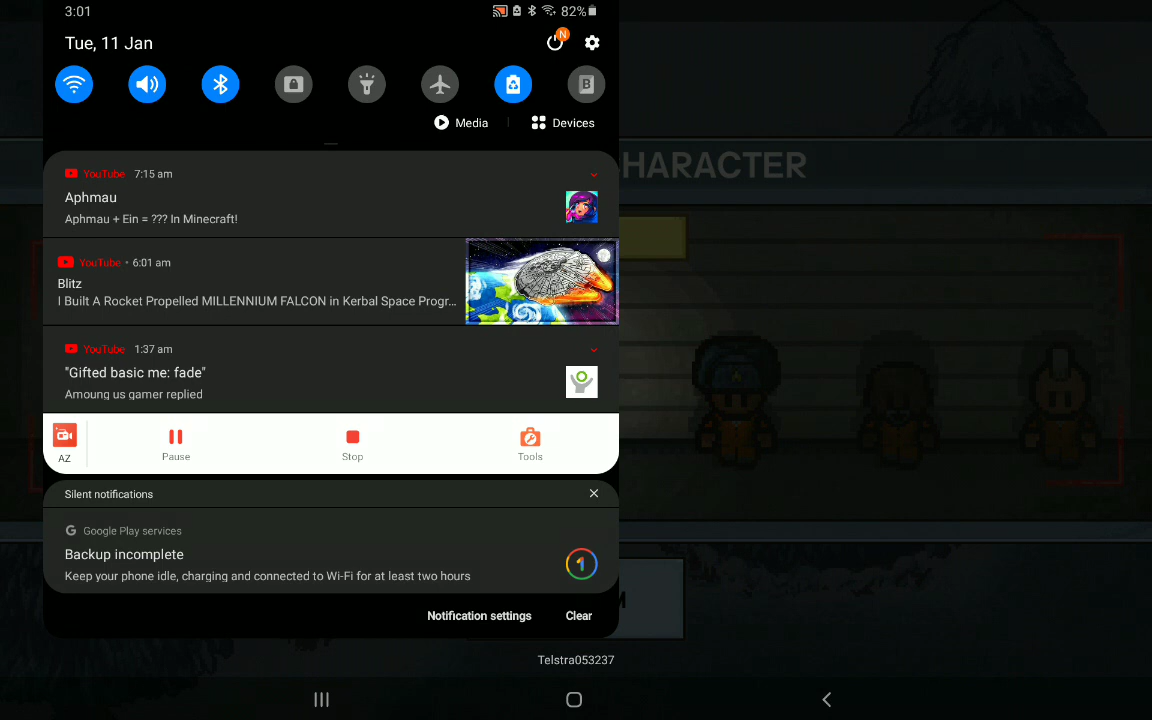 3:01
82%
Tue, 11 Jan
N
B
Media
Devices
HARACTER
YouTube 7:15 am
Aphmau
Aphmau + Ein = ??? In Minecraft!
YouTube • 6:01 am
Blitz
I Built A Rocket Propelled MILLENNIUM FALCON in Kerbal Space Progr...
YouTube 1:37 am
"Gifted basic me: fade"
Amoung us gamer replied
AZ
Pause
Stop
Tools
Silent notifications
G Google Play services
Backup incomplete
Keep your phone idle, charging and connected to Wi-Fi for at least two hours
1
M
Notification settings
Clear
Telstra053237